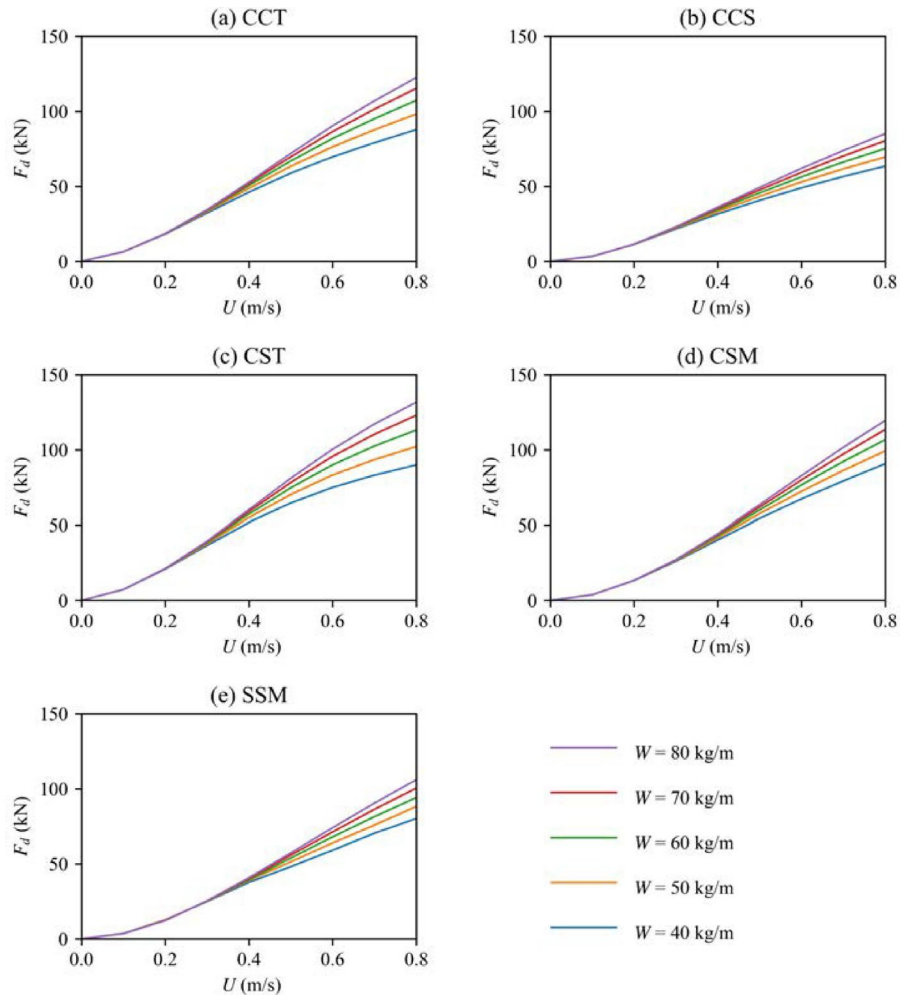 (a) CCT
150
100
50
0
F_d (kN)
0.0 0.2 0.4 0.6 0.8
U (m/s)
(b) CCS
150
100
50
0
F_d (kN)
0.0 0.2 0.4 0.6 0.8
U (m/s)
(c) CST
150
100
50
0
F_d (kN)
0.0 0.2 0.4 0.6 0.8
U (m/s)
(d) CSM
150
100
50
0
F_d (kN)
0.0 0.2 0.4 0.6 0.8
U (m/s)
(e) SSM
150
100
50
0
F_d (kN)
0.0 0.2 0.4 0.6 0.8
U (m/s)
W = 80 kg/m
W = 70 kg/m
W = 60 kg/m
W = 50 kg/m
W = 40 kg/m